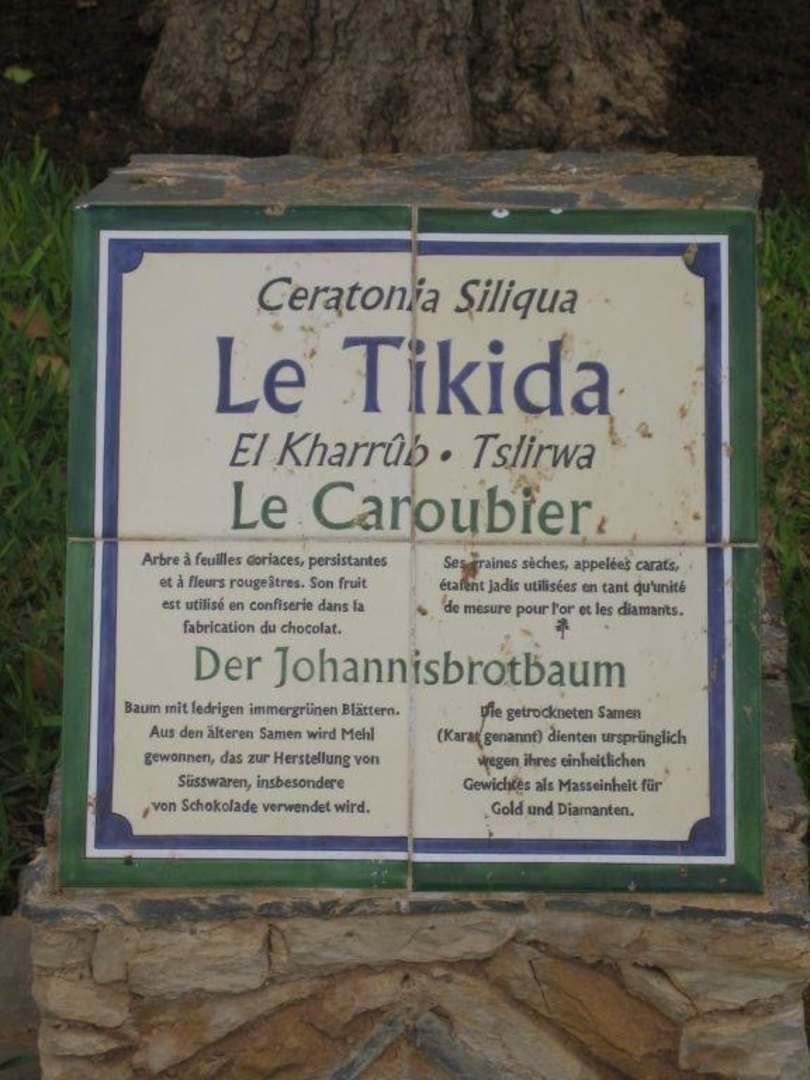 Ceratonia Siliqua
Le Tikida
El Kharrûb • Tslirwa
Le Caroubier
Arbre à feuilles coriaces, persistantes
et à fleurs rougeâtres. Son fruit
est utilisé en confiserie dans la
fabrication du chocolat.
Ses graines sèches, appelées carats,
étaient jadis utilisées en tant qu'unité
de mesure pour l'or et les diamants.
Der Johannisbrotbaum
Baum mit ledrigen immergrünen Blättern.
Aus den älteren Samen wird Mehl
gewonnen, das zur Herstellung von
Süsswaren, insbesondere
von Schokolade verwendet wird.
Die getrockneten Samen
(Karat genannt) dienten ursprünglich
wegen ihres einheitlichen
Gewichtes als Masseinheit für
Gold und Diamanten.